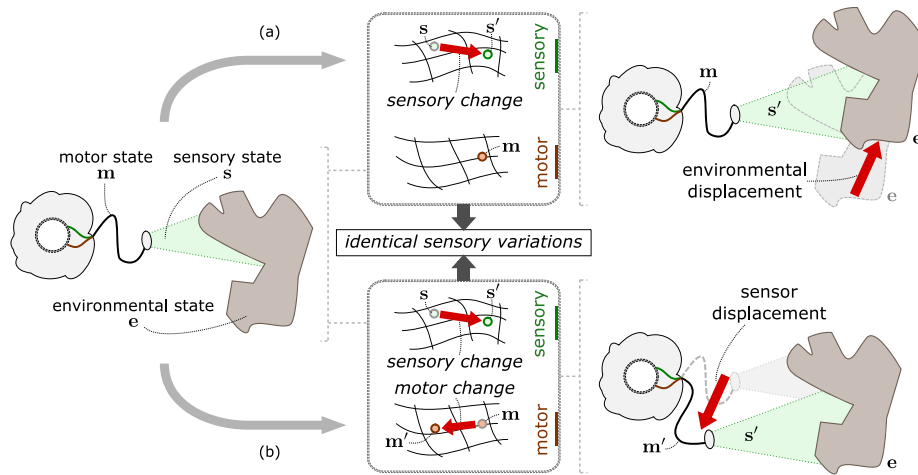 (a)
motor state
m
sensory state
s
environmental state
e
s
s′
sensory change
sensory
m
motor
identical sensory variations
s
s′
sensory change
sensory
motor change
m
m′
motor
(b)
m
s′
e
environmental
displacement
e
sensor
displacement
m′
s′
e